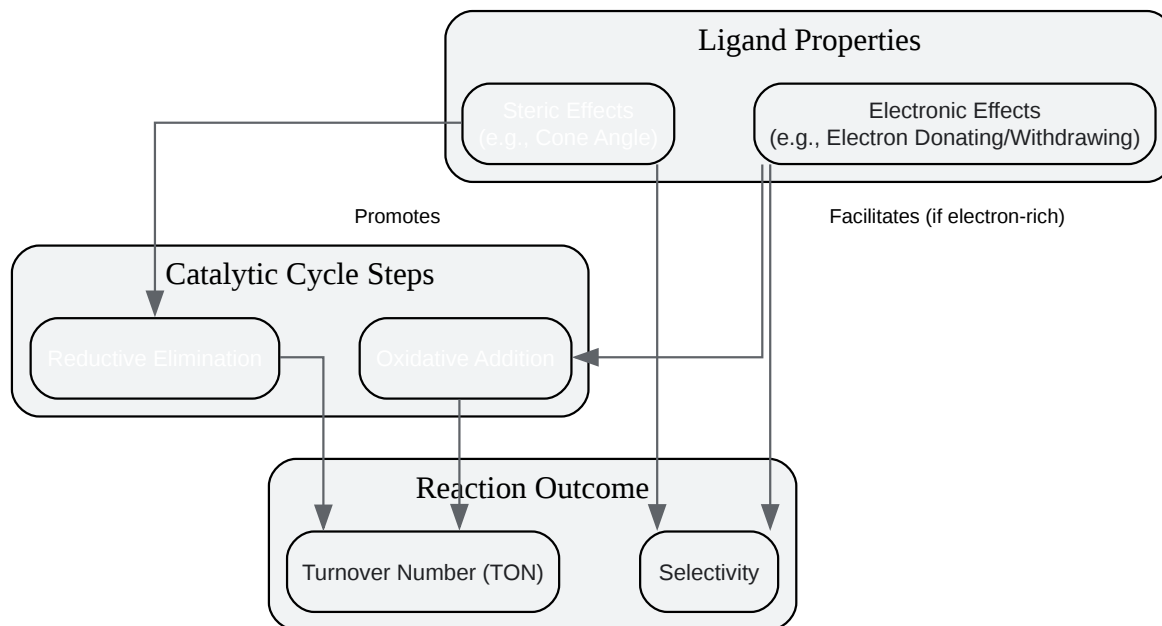 Ligand Properties
Steric Effects
(e.g., Cone Angle)
Electronic Effects
(e.g., Electron Donating/Withdrawing)
Promotes
Facilitates (if electron-rich)
Catalytic Cycle Steps
Reductive Elimination
Oxidative Addition
Reaction Outcome
Turnover Number (TON)
Selectivity